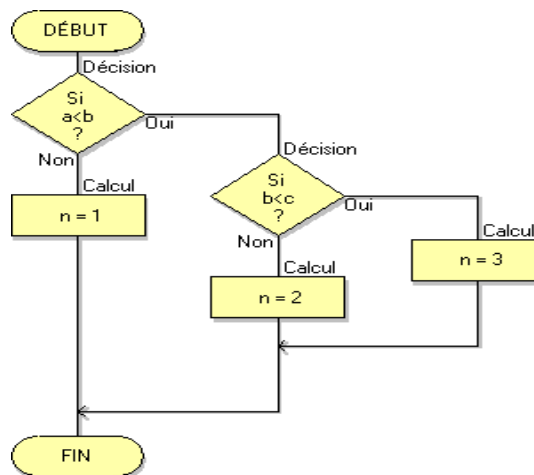 DÉBUT
Décision
Si
a<b
?
Oui
Non
Calcul
n = 1
Décision
Si
b<c
?
Oui
Non
Calcul
n = 2
Calcul
n = 3
FIN